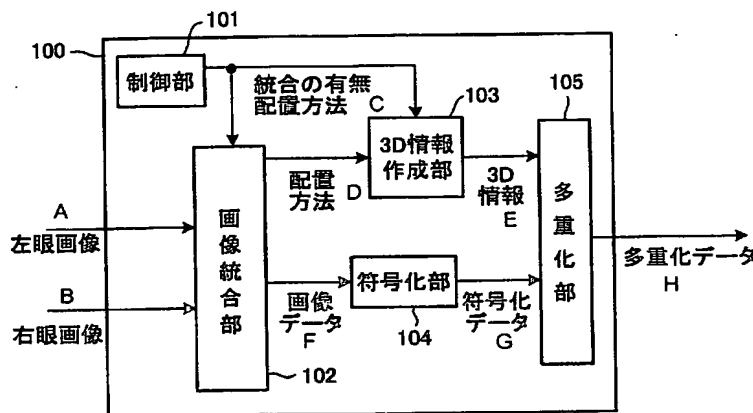 101
100
制御部
統合の有無
配置方法 C
103
105
3D情報
作成部
配置
方法 D
3D
情報 E
A
左眼画像
画像統合部
多重化部
多重化データ
H
B
右眼画像
画像
データ
F
符号化部
104
符号化
データ
G
102